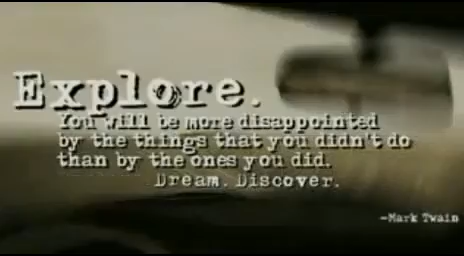 Explore.
You will be more disappointed
by the things that you didn't do
than by the ones you did.
Dream. Discover.
-Mark Twain